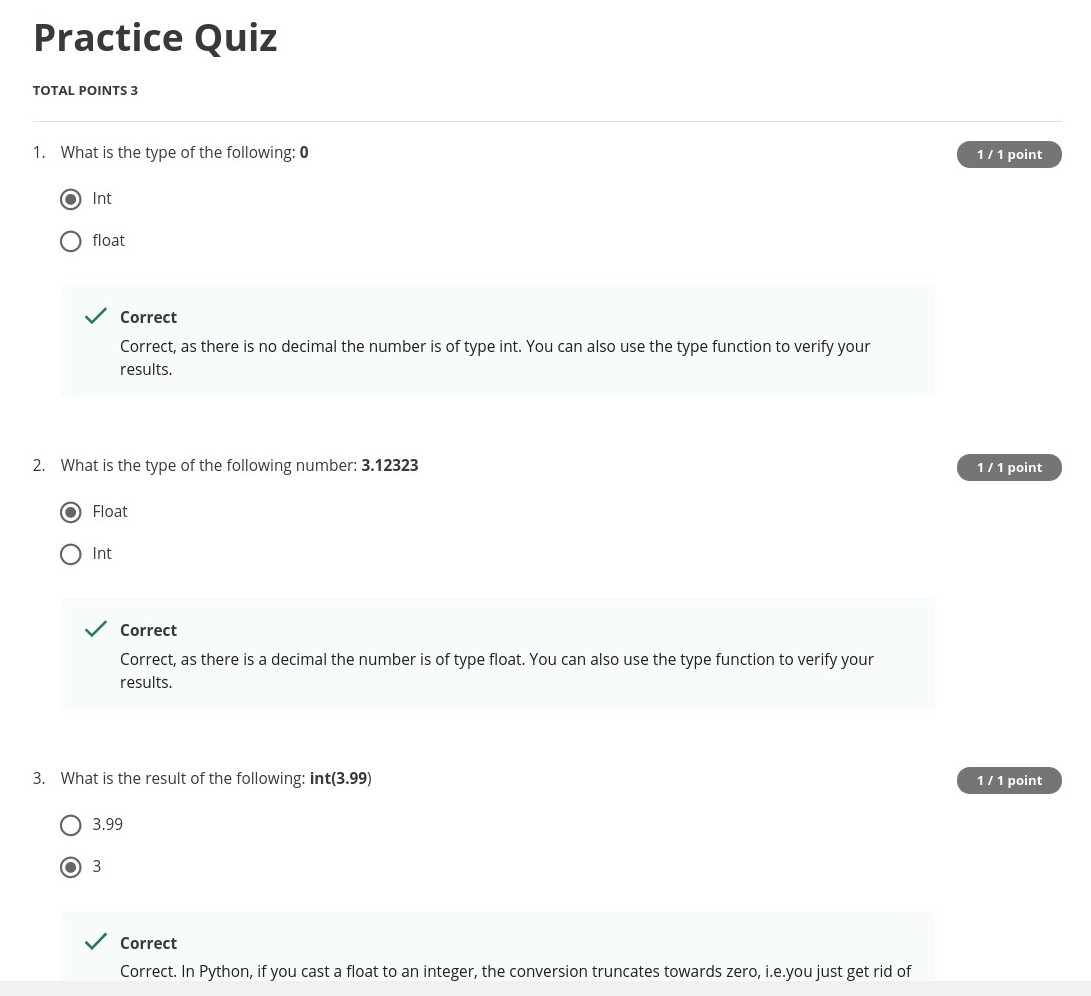 Practice Quiz
TOTAL POINTS 3
1. What is the type of the following: 0
1 / 1 point
Int
float
Correct
Correct, as there is no decimal the number is of type int. You can also use the type function to verify your
results.
2. What is the type of the following number: 3.12323
1 / 1 point
Float
Int
Correct
Correct, as there is a decimal the number is of type float. You can also use the type function to verify your
results.
3. What is the result of the following: int(3.99)
1 / 1 point
3.99
3
Correct
Correct. In Python, if you cast a float to an integer, the conversion truncates towards zero, i.e.you just get rid of